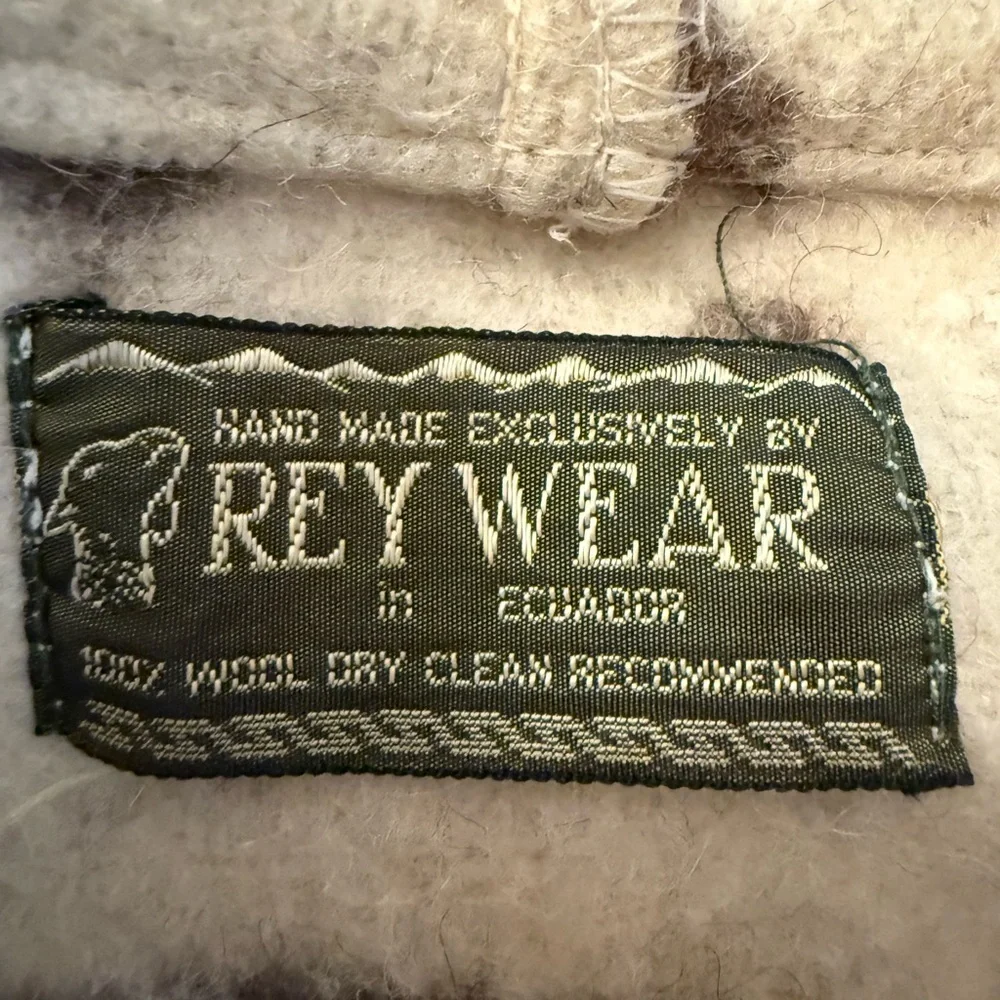 HAND MADE EXCLUSIVELY BY
REY WEAR
in ECUADOR
100% WOOL DRY CLEAN RECOMMENDED